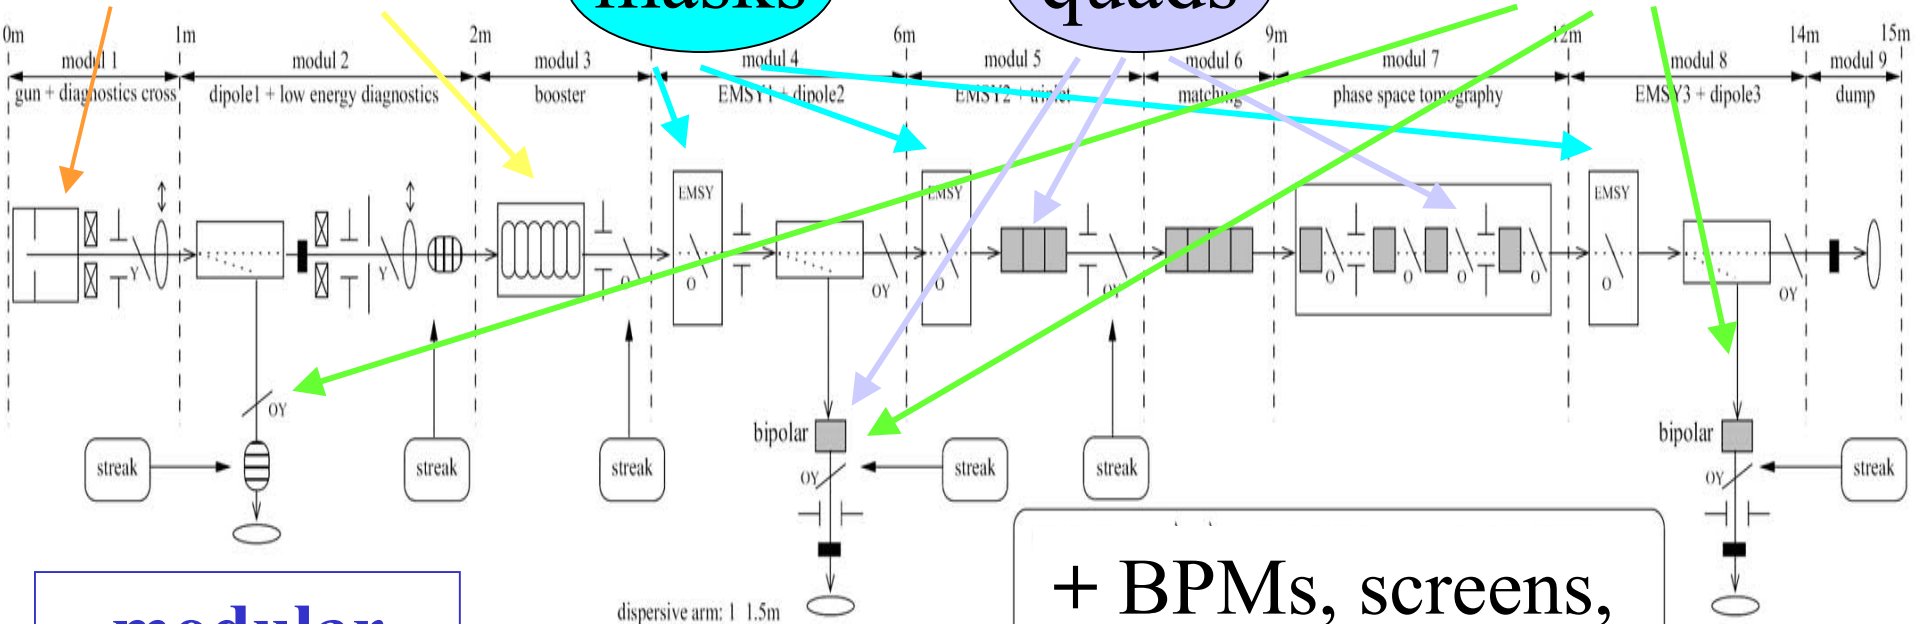 masks
quads
0m 1m 2m 6m 9m 12m 14m 15m
modul 1 modul 2 modul 3 modul 4 modul 5 modul 6 modul 7 modul 8 modul 9
gun + diagnostics cross dipole1 + low energy diagnostics booster EMSY1 + dipole2 EMSY2 + triplet matching phase space tomography EMSY3 + dipole3 dump
EMSY EMSY EMSY
Y Y O O OY O OY O O O O O OY
OY
bipolar bipolar
streak streak streak OY streak streak OY streak
modular
dispersive arm: 1 1.5m
+ BPMs, screens,